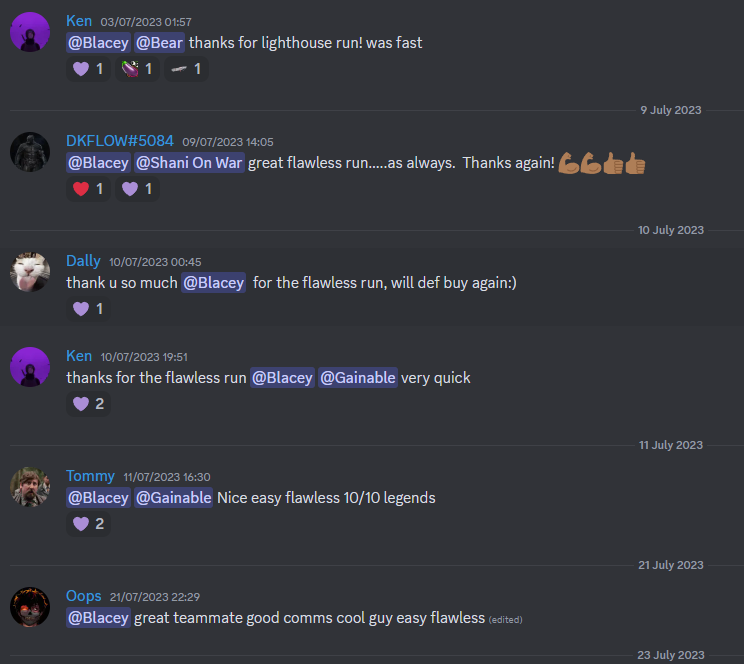 Ken 03/07/2023 01:57
@Blacey @Bear thanks for lighthouse run! was fast
1 1 1
9 July 2023
DKFLOW#5084 09/07/2023 14:05
@Blacey @Shani On War great flawless run.....as always. Thanks again! 💪🏽💪🏽👍🏽👍🏽
1 1
10 July 2023
Dally 10/07/2023 00:45
thank u so much @Blacey for the flawless run, will def buy again:)
1
Ken 10/07/2023 19:51
thanks for the flawless run @Blacey @Gainable very quick
2
11 July 2023
Tommy 11/07/2023 16:30
@Blacey @Gainable Nice easy flawless 10/10 legends
2
21 July 2023
Oops 21/07/2023 22:29
@Blacey great teammate good comms cool guy easy flawless (edited)
23 July 2023